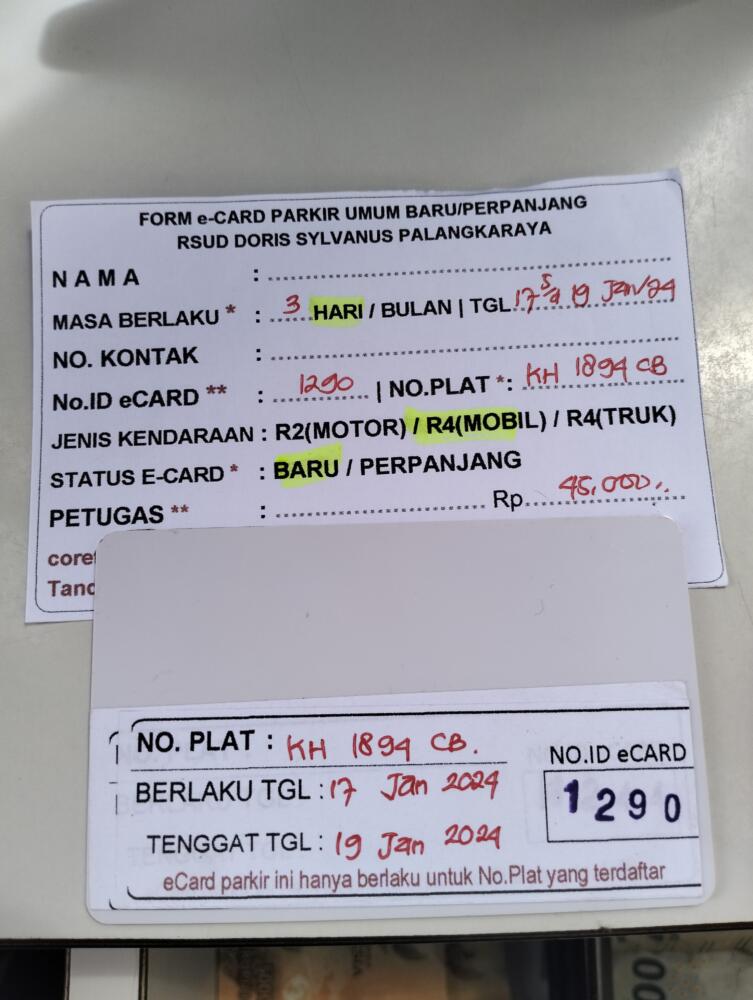 FORM e-CARD PARKIR UMUM BARU/PERPANJANG
RSUD DORIS SYLVANUS PALANGKARAYA
NAMA :
MASA BERLAKU * : 3 HARI / BULAN | TGL 17 s/d 19 Jan/24
NO. KONTAK :
No.ID eCARD ** : 1290 | NO.PLAT *: KH 1894 CB
JENIS KENDARAAN : R2(MOTOR) / R4(MOBIL) / R4(TRUK)
STATUS E-CARD * : BARU / PERPANJANG
PETUGAS ** : Rp. 45.000..
coret
Tand
NO. PLAT : KH 1894 CB.
BERLAKU TGL : 17 Jan 2024
TENGGAT TGL : 19 Jan 2024
NO.ID eCARD
1290
eCard parkir ini hanya berlaku untuk No.Plat yang terdaftar